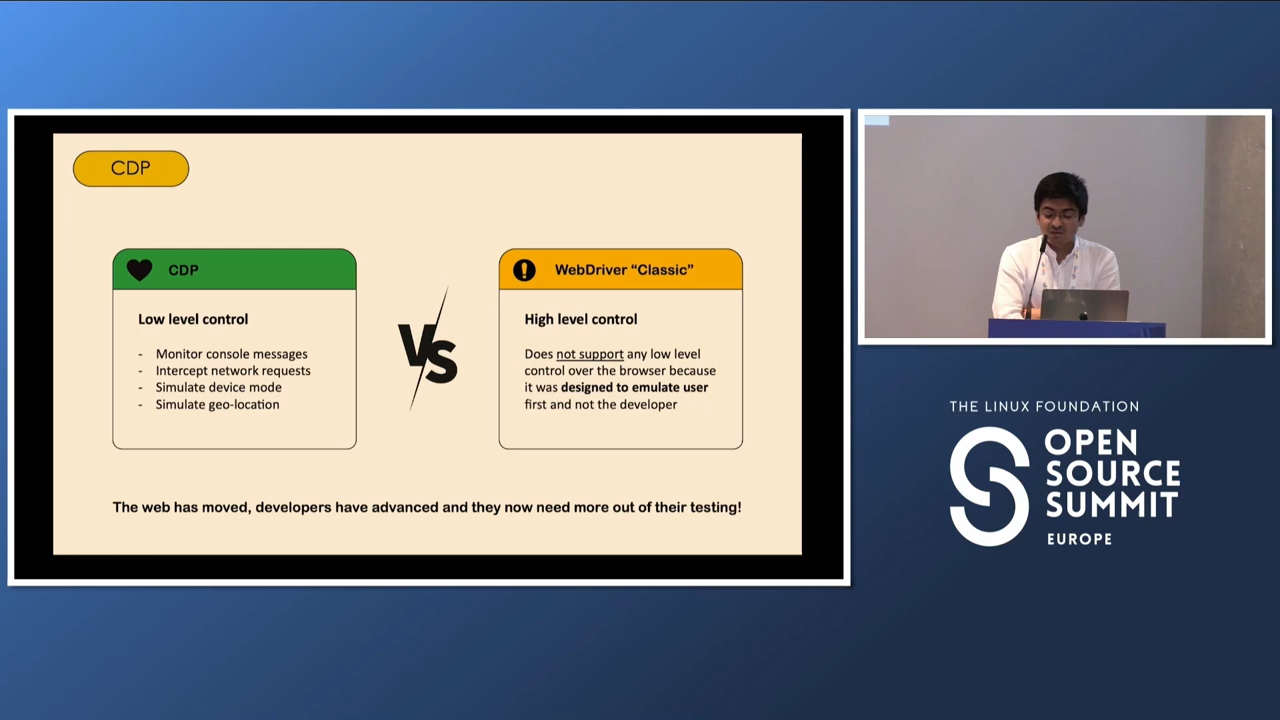 CDP
CDP
Low level control
- Monitor console messages
- Intercept network requests
- Simulate device mode
- Simulate geo-location
VS
WebDriver “Classic”
High level control
Does not support any low level
control over the browser because
it was designed to emulate user
first and not the developer
The web has moved, developers have advanced and they now need more out of their testing!
THE LINUX FOUNDATION
OPEN
SOURCE
SUMMIT
EUROPE